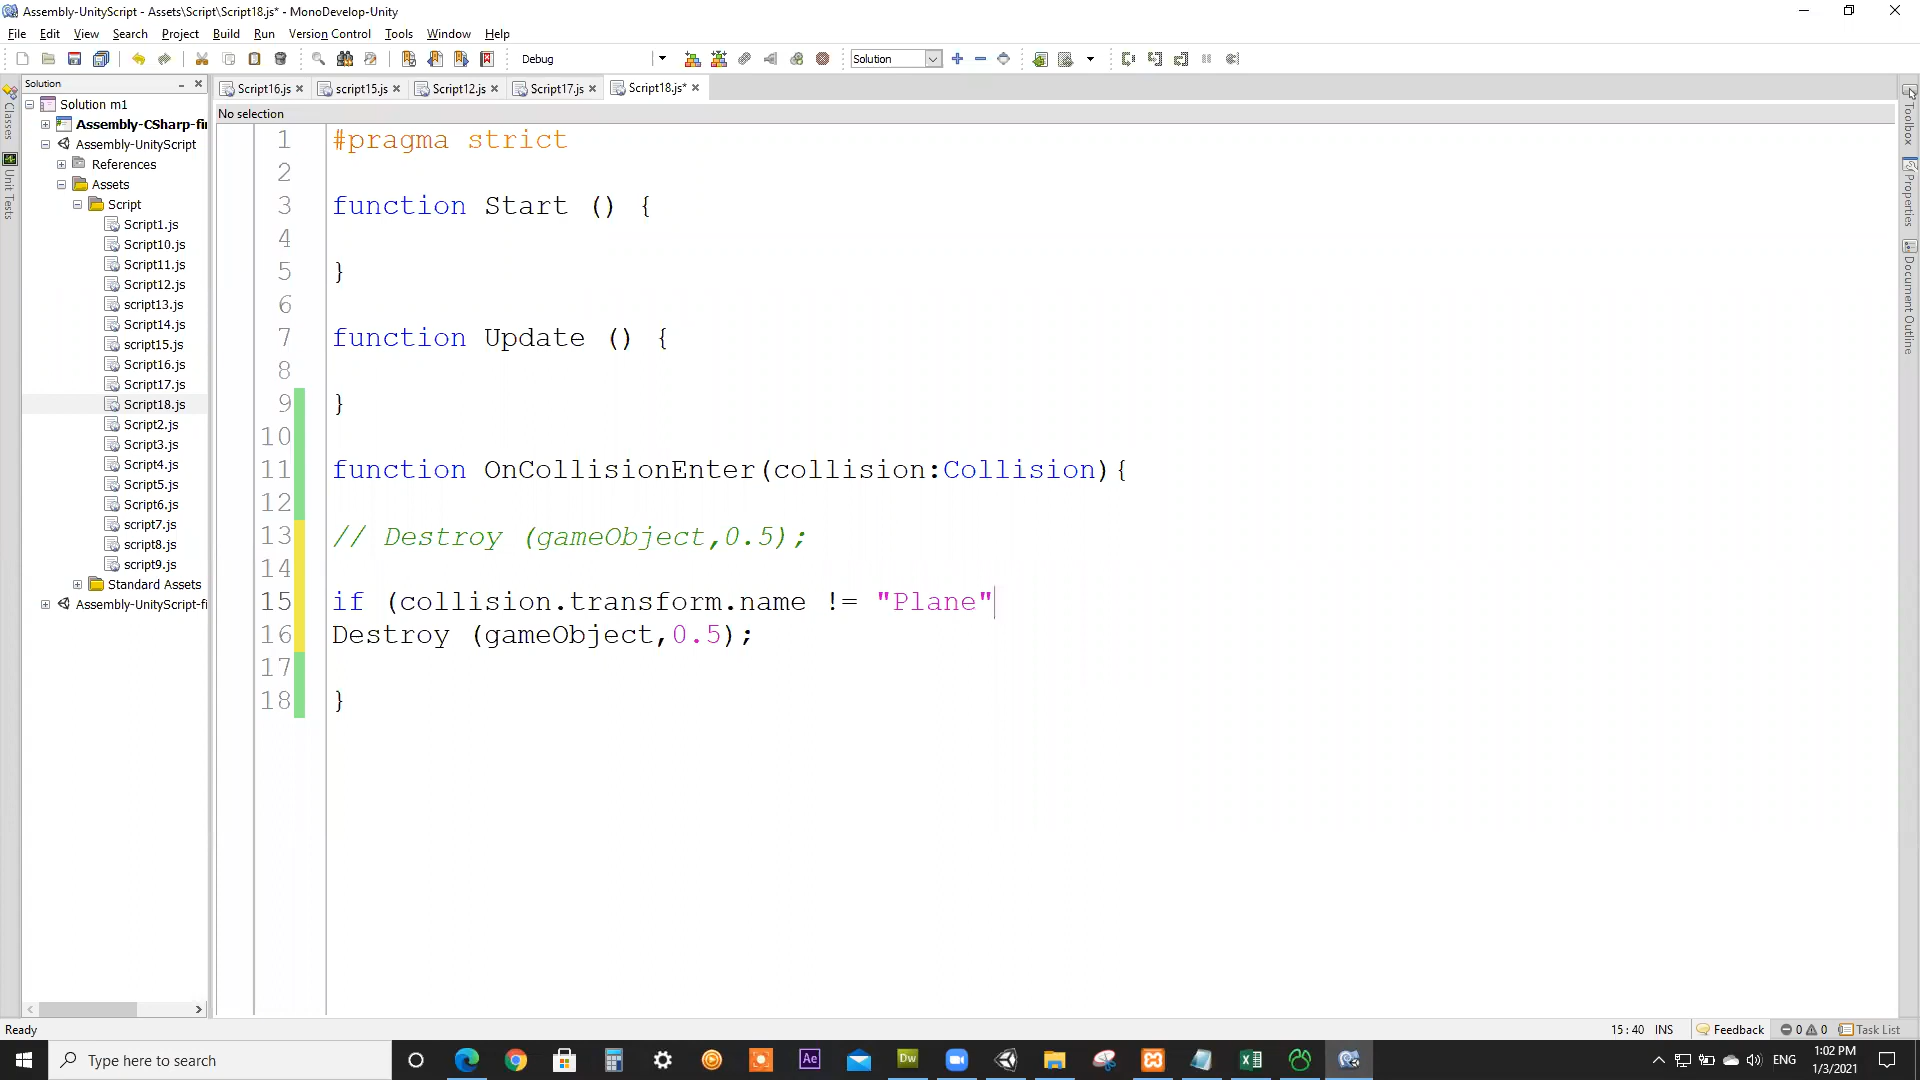 Assembly-UnityScript - Assets\Script\Script18.js* - MonoDevelop-Unity
File Edit View Search Project Build Run Version Control Tools Window Help
Debug
Solution
Solution
Script16.js
script15.js
Script12.js
Script17.js
Script18.js*
No selection
Classes
Unit Tests
Solution m1
Assembly-CSharp-fi
Assembly-UnityScript
References
Assets
Script
Script1.js
Script10.js
Script11.js
Script12.js
script13.js
Script14.js
script15.js
Script16.js
Script17.js
Script18.js
Script2.js
Script3.js
Script4.js
Script5.js
Script6.js
script7.js
script8.js
script9.js
Standard Assets
Assembly-UnityScript-fi
1 #pragma strict
2
3 function Start () {
4
5 }
6
7 function Update () {
8
9 }
10
11 function OnCollisionEnter(collision:Collision){
12
13 // Destroy (gameObject,0.5);
14
15 if (collision.transform.name != "Plane"
16 Destroy (gameObject,0.5);
17
18 }
Toolbox
Properties
Document Outline
Ready
15 : 40 INS
Feedback
0 0
Task List
Type here to search
Ae
Dw
ENG
1:02 PM
1/3/2021